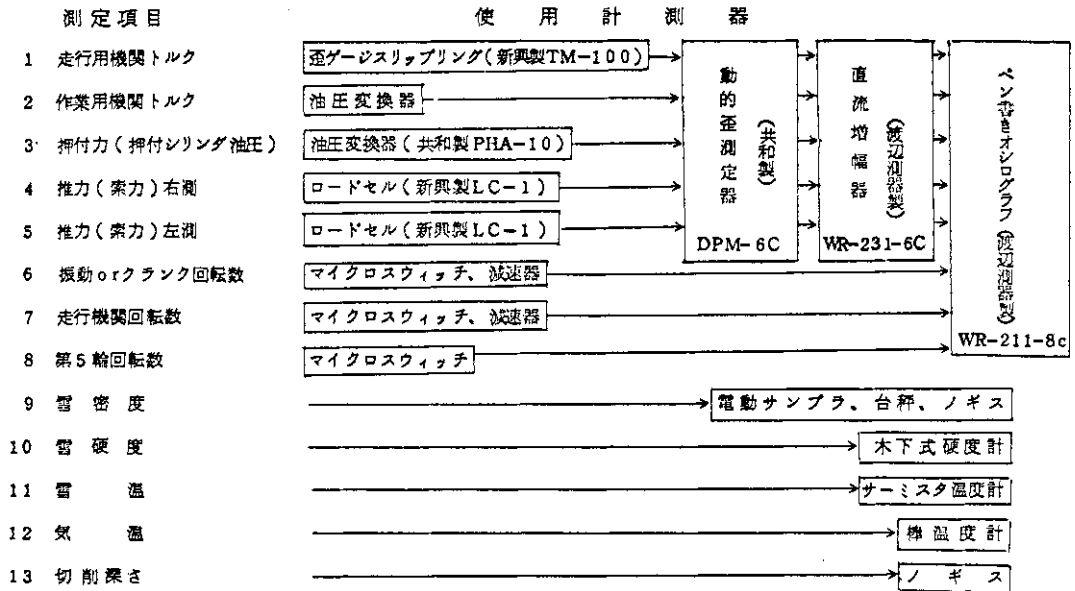 測定項目 使用計測器
1 走行用機関トルク 歪ゲージスリップリング(新興製TM-100)
2 作業用機関トルク 油圧変換器
3 押付力(押付シリンダ油圧) 油圧変換器(共和製PHA-10)
4 推力(索力)右測 ロードセル(新興製LC-1)
5 推力(索力)左測 ロードセル(新興製LC-1)
6 振動orクランク回転数 マイクロスウィッチ、減速器
7 走行機関回転数 マイクロスウィッチ、減速器
8 第5輪回転数 マイクロスウィッチ
動的歪測定器(共和製)
DPM-6C
直流増幅器(渡辺測器製)
WR-231-6C
ペン書きオシログラフ(渡辺測器製)
WR-211-8c
9 雪密度 電動サンプラ、台秤、ノギス
10 雪硬度 木下式硬度計
11 雪温 サーミスタ温度計
12 気温 棒温度計
13 切削深さ ノギス